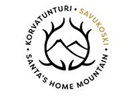 KORVATUNTURI • SAVUKOSKI •
SANTA'S HOME MOUNTAIN